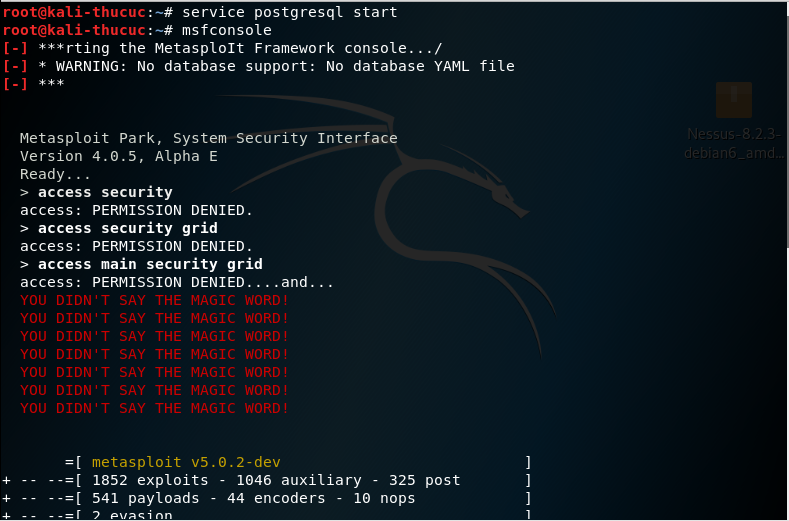 root@kali-thucuc:~# service postgresql start
root@kali-thucuc:~# msfconsole
[-] ***rting the MetasploIt Framework console.../
[-] * WARNING: No database support: No database YAML file
[-] ***
Metasploit Park, System Security Interface
Version 4.0.5, Alpha E
Ready...
> access security
access: PERMISSION DENIED.
> access security grid
access: PERMISSION DENIED.
> access main security grid
access: PERMISSION DENIED....and...
YOU DIDN'T SAY THE MAGIC WORD!
YOU DIDN'T SAY THE MAGIC WORD!
YOU DIDN'T SAY THE MAGIC WORD!
YOU DIDN'T SAY THE MAGIC WORD!
YOU DIDN'T SAY THE MAGIC WORD!
YOU DIDN'T SAY THE MAGIC WORD!
YOU DIDN'T SAY THE MAGIC WORD!
=[ metasploit v5.0.2-dev ]
+ -- --=[ 1852 exploits - 1046 auxiliary - 325 post ]
+ -- --=[ 541 payloads - 44 encoders - 10 nops ]
+ -- --=[ 2 evasion ]
Nessus-8.2.3-
debian6_amd...